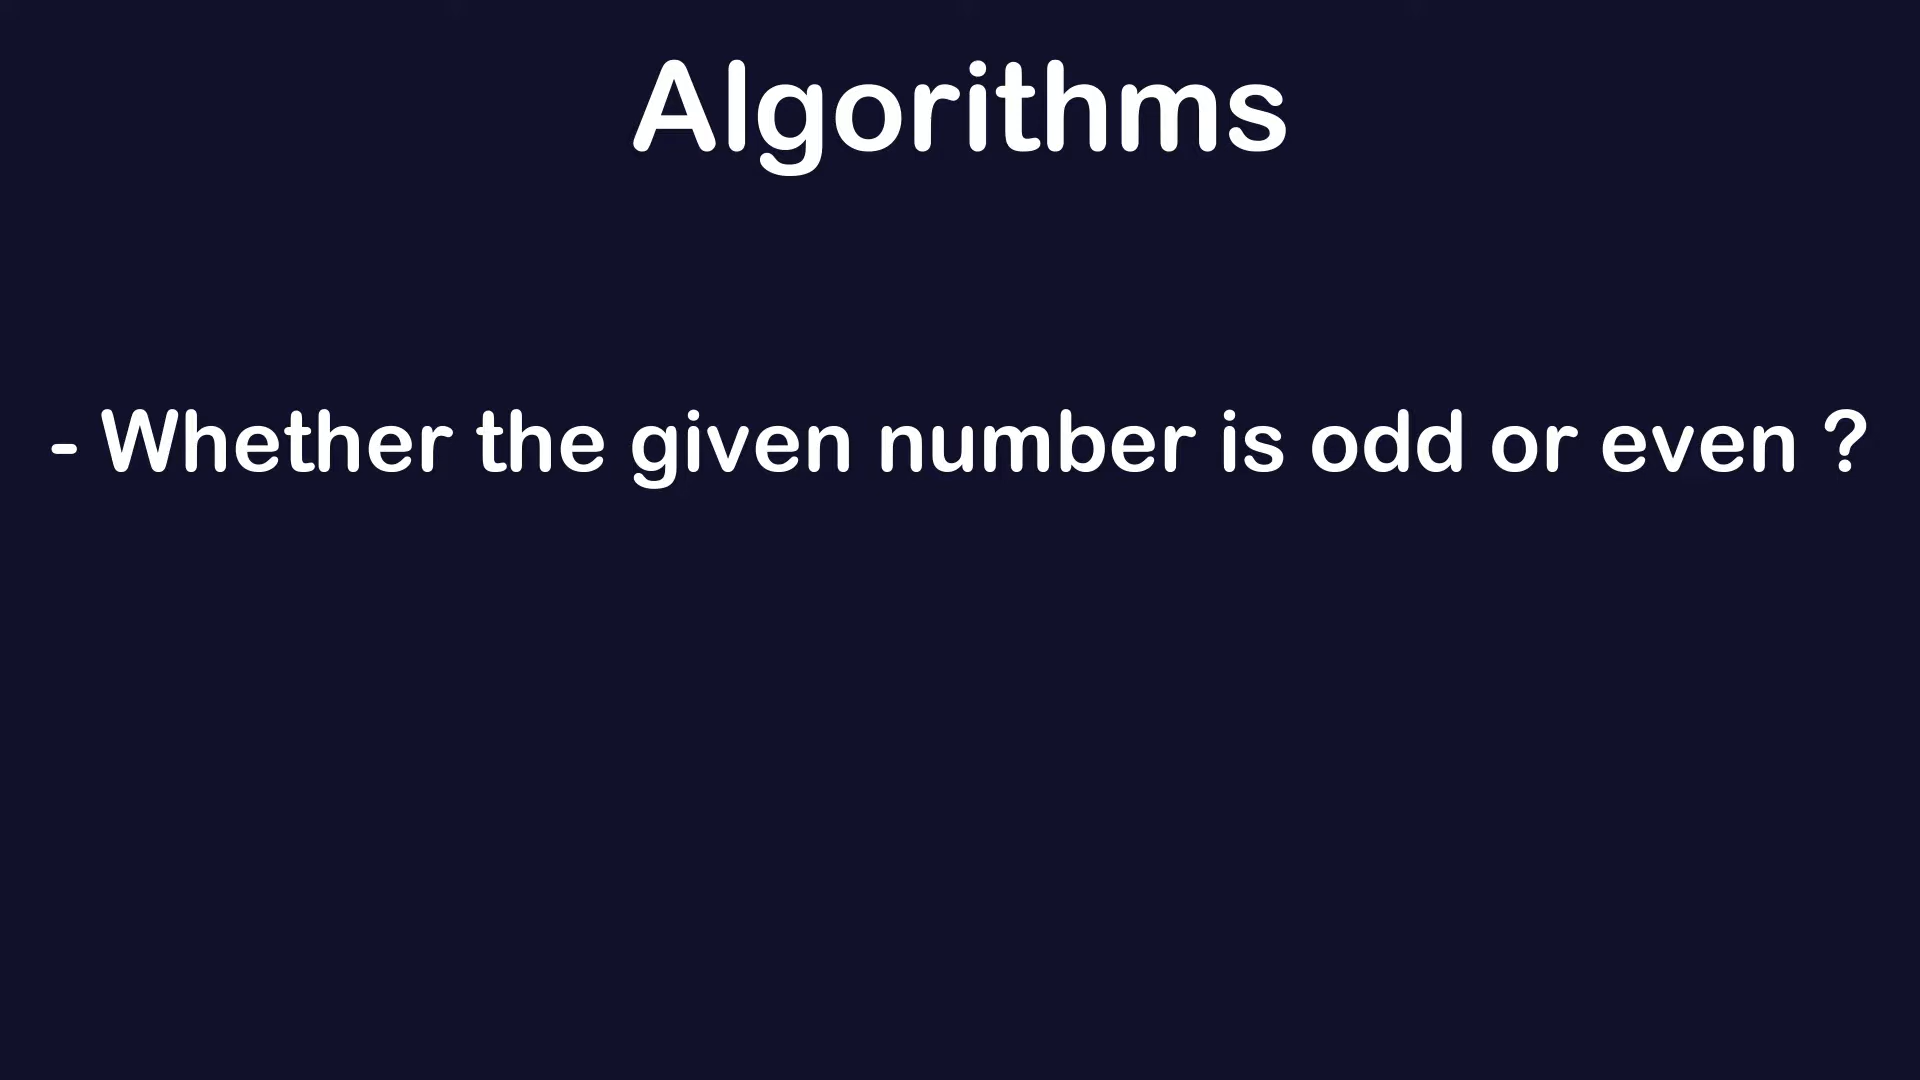 Algorithms
- Whether the given number is odd or even ?